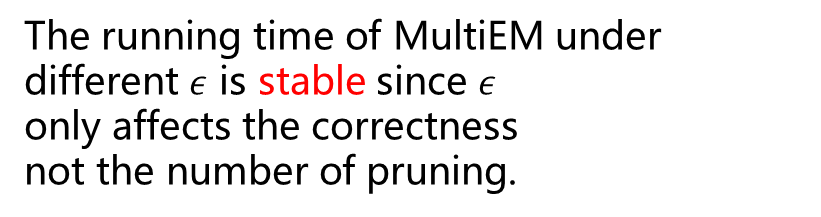 The running time of MultiEM under
different ϵ is stable since ϵ
only affects the correctness
not the number of pruning.